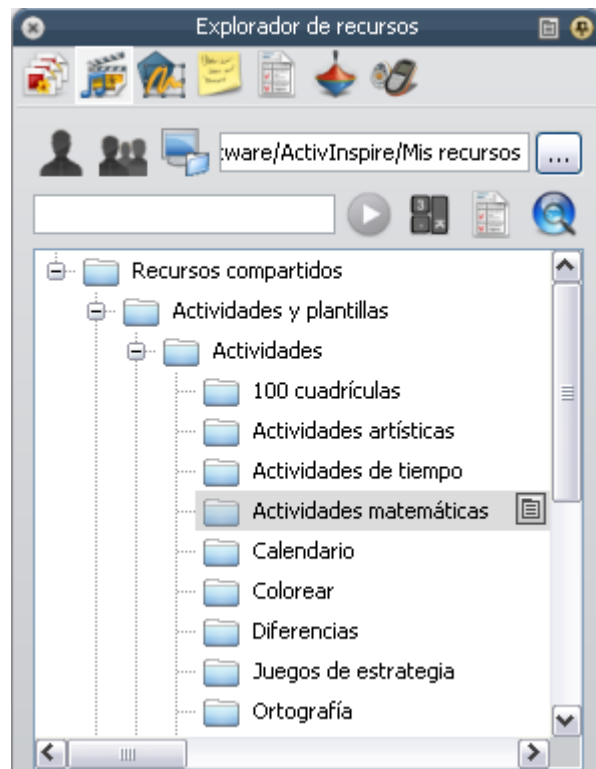 Explorador de recursos
:ware/ActivInspire/Mis recursos
...
Recursos compartidos
Actividades y plantillas
Actividades
100 cuadrículas
Actividades artísticas
Actividades de tiempo
Actividades matemáticas
Calendario
Colorear
Diferencias
Juegos de estrategia
Ortografía